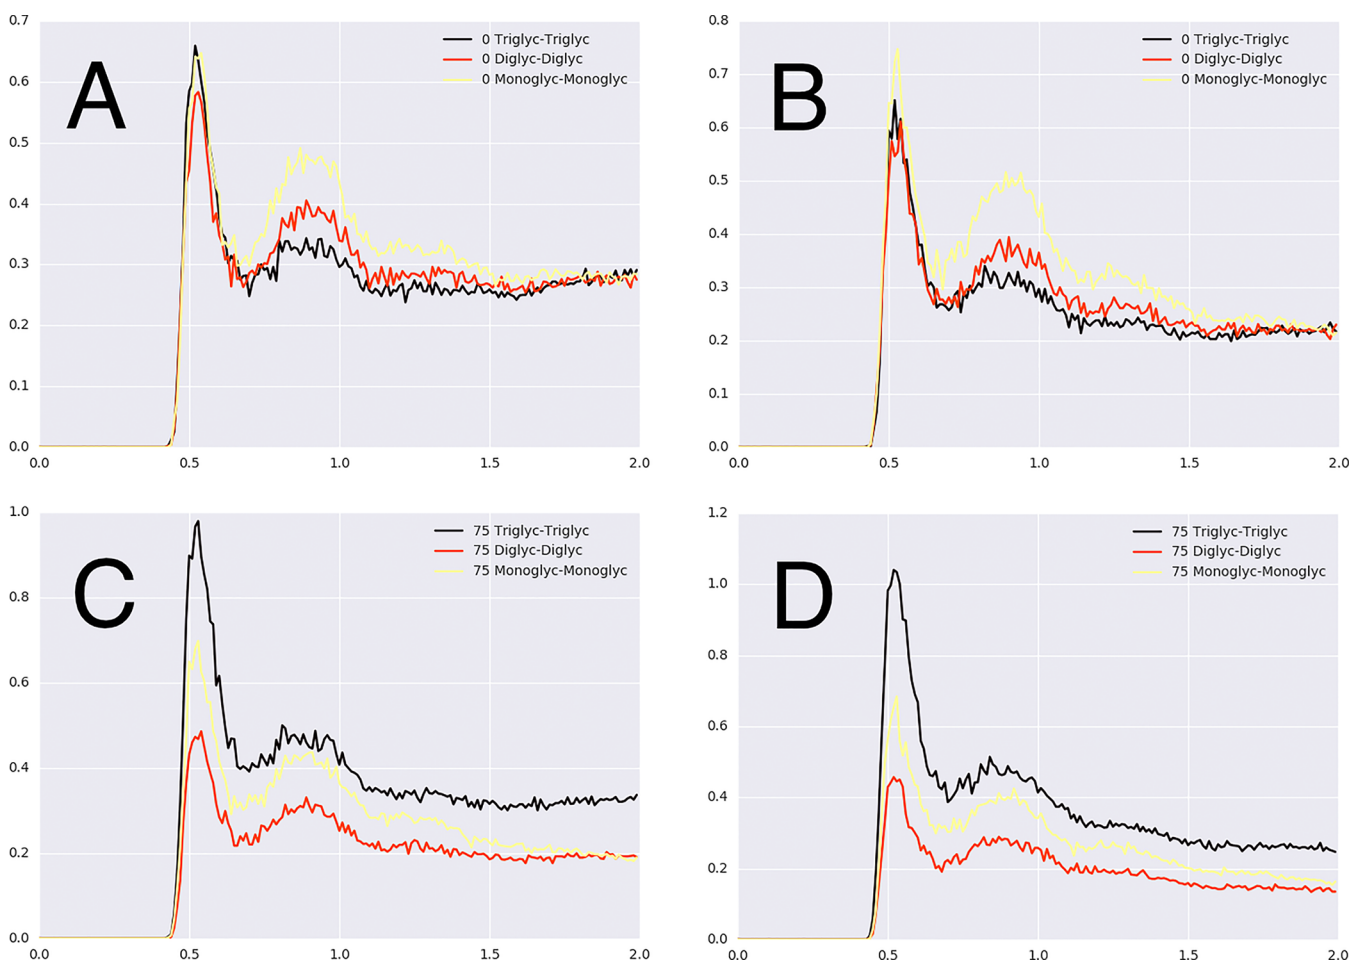 A
0.7
0.6
0.5
0.4
0.3
0.2
0.1
0.0
0 Triglyc-Triglyc
0 Diglyc-Diglyc
0 Monoglyc-Monoglyc
0.0 0.5 1.0 1.5 2.0
B
0.8
0.7
0.6
0.5
0.4
0.3
0.2
0.1
0.0
0 Triglyc-Triglyc
0 Diglyc-Diglyc
0 Monoglyc-Monoglyc
0.0 0.5 1.0 1.5 2.0
C
1.0
0.8
0.6
0.4
0.2
0.0
75 Triglyc-Triglyc
75 Diglyc-Diglyc
75 Monoglyc-Monoglyc
0.0 0.5 1.0 1.5 2.0
D
1.2
1.0
0.8
0.6
0.4
0.2
0.0
75 Triglyc-Triglyc
75 Diglyc-Diglyc
75 Monoglyc-Monoglyc
0.0 0.5 1.0 1.5 2.0